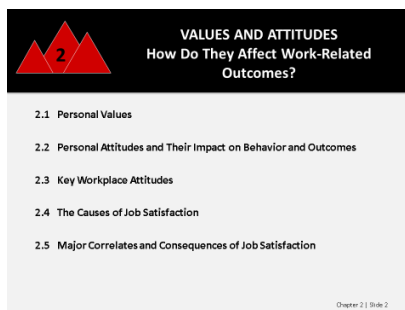 2
VALUES AND ATTITUDES
How Do They Affect Work-Related
Outcomes?
2.1 Personal Values
2.2 Personal Attitudes and Their Impact on Behavior and Outcomes
2.3 Key Workplace Attitudes
2.4 The Causes of Job Satisfaction
2.5 Major Correlates and Consequences of Job Satisfaction
Chapter 2 | Slide 2